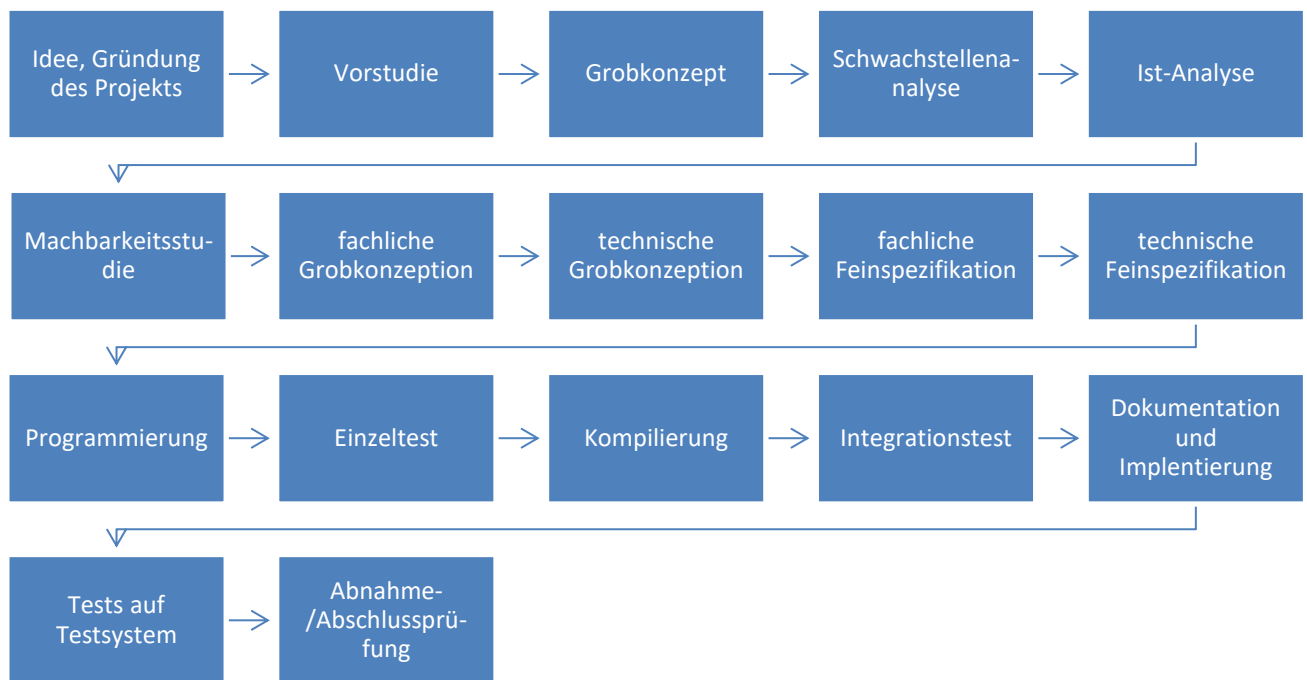 Idee, Gründung
des Projekts
Vorstudie
Grobkonzept
Schwachstellena-
nalyse
Ist-Analyse
Machbarkeitsstu-
die
fachliche
Grobkonzeption
technische
Grobkonzeption
fachliche
Feinspezifikation
technische
Feinspezifikation
Programmierung
Einzeltest
Kompilierung
Integrationstest
Dokumentation
und
Implentierung
Tests auf
Testsystem
Abnahme-
/Abschlussprü-
fung